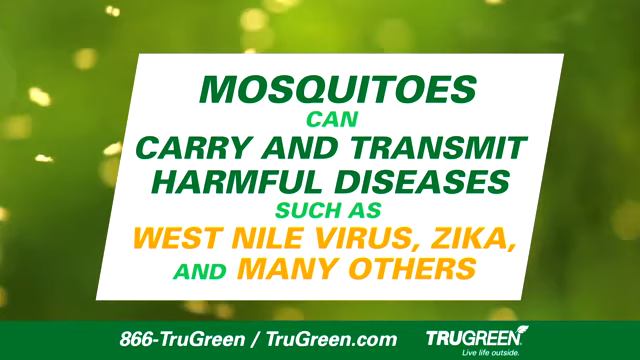 MOSQUITOES
CAN
CARRY AND TRANSMIT
HARMFUL DISEASES
SUCH AS
WEST NILE VIRUS, ZIKA,
AND MANY OTHERS
866-TruGreen / TruGreen.com
TRUGREEN
Live life outside.